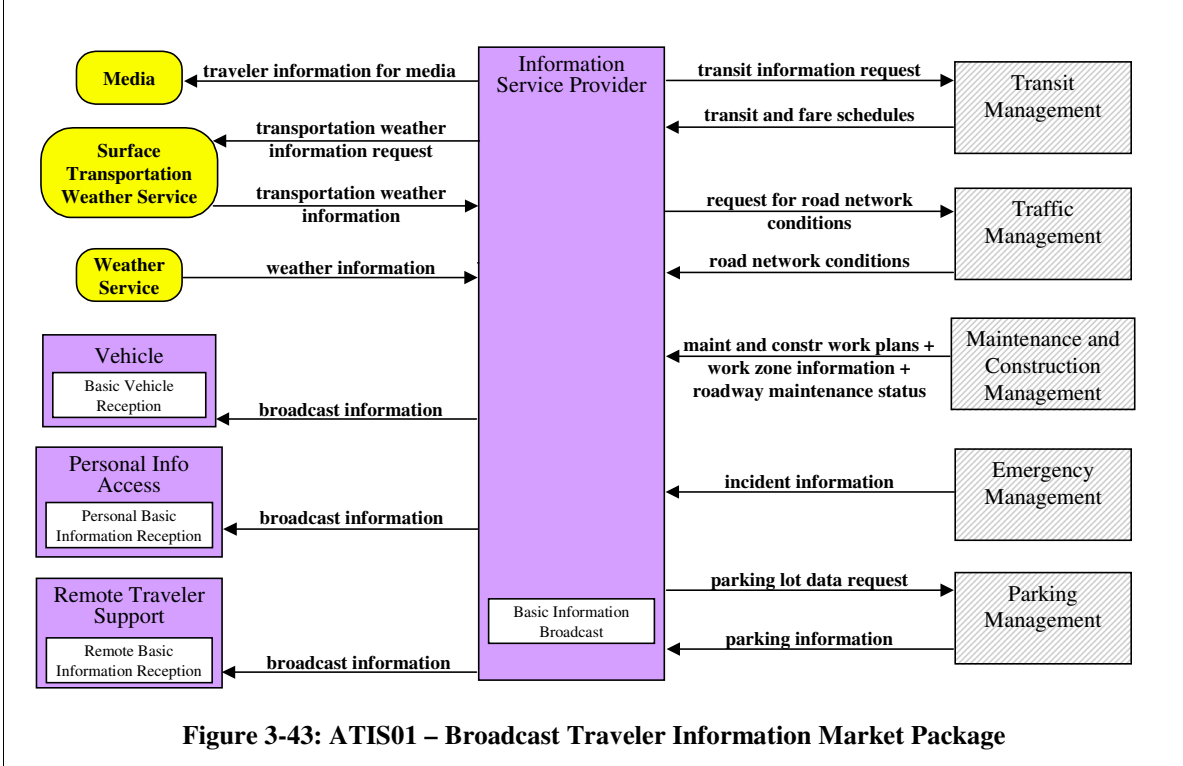 Information
Service Provider
Media
traveler information for media
transportation weather
information request
Surface
Transportation
Weather Service
transportation weather
information
Weather
Service
weather information
Vehicle
Basic Vehicle
Reception
broadcast information
Personal Info
Access
Personal Basic
Information Reception
broadcast information
Remote Traveler
Support
Remote Basic
Information Reception
broadcast information
Basic Information
Broadcast
transit information request
transit and fare schedules
Transit
Management
request for road network
conditions
road network conditions
Traffic
Management
maint and constr work plans +
work zone information +
roadway maintenance status
Maintenance and
Construction
Management
incident information
Emergency
Management
parking lot data request
parking information
Parking
Management
Figure 3-43: ATIS01 – Broadcast Traveler Information Market Package